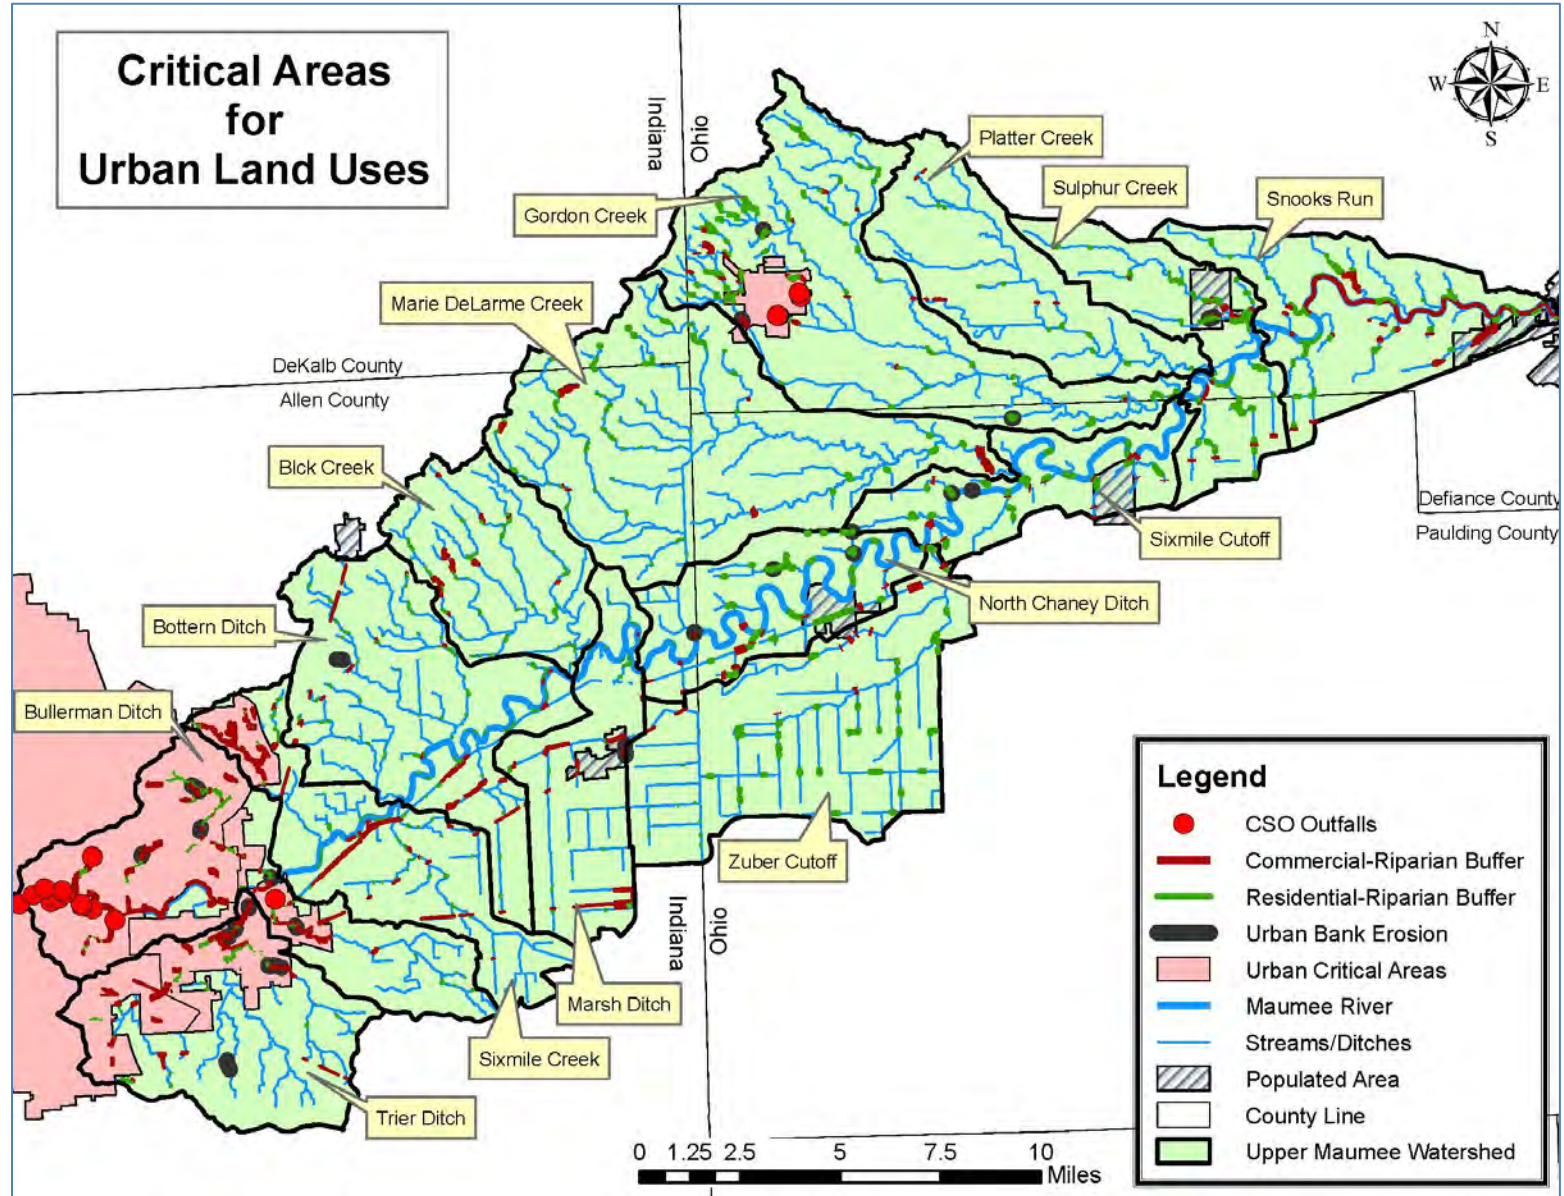 Critical Areas
for
Urban Land Uses
N
W
E
S
Indiana
Ohio
Platter Creek
Sulphur Creek
Snooks Run
Gordon Creek
Marie DeLarme Creek
DeKalb County
Allen County
Blck Creek
Defiance County
Paulding County
Sixmile Cutoff
North Chaney Ditch
Bottern Ditch
Bullerman Ditch
Zuber Cutoff
Indiana
Ohio
Marsh Ditch
Sixmile Creek
Trier Ditch
Legend
CSO Outfalls
Commercial-Riparian Buffer
Residential-Riparian Buffer
Urban Bank Erosion
Urban Critical Areas
Maumee River
Streams/Ditches
Populated Area
County Line
Upper Maumee Watershed
0 1.25 2.5 5 7.5 10
Miles